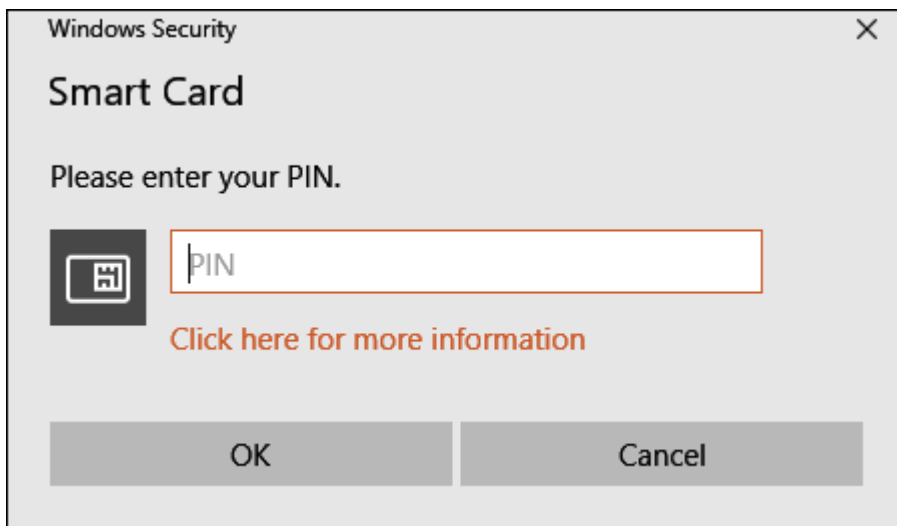 Windows Security
Smart Card
Please enter your PIN.
PIN
Click here for more information
OK
Cancel